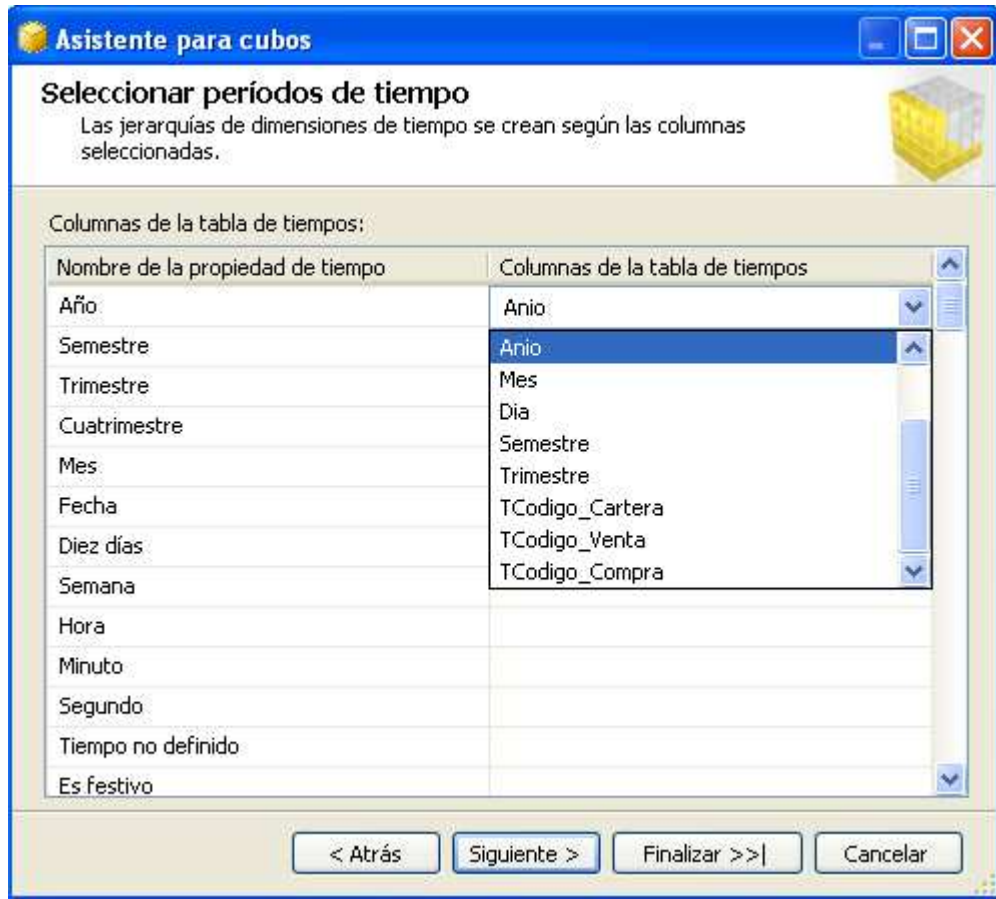 Asistente para cubos
Seleccionar períodos de tiempo
Las jerarquías de dimensiones de tiempo se crean según las columnas
seleccionadas.
Columnas de la tabla de tiempos:
Nombre de la propiedad de tiempo Columnas de la tabla de tiempos
Año Anio
Semestre Anio
Mes
Trimestre
Dia
Cuatrimestre
Semestre
Mes
Trimestre
Fecha TCodigo_Cartera
Diez días TCodigo_Venta
Semana TCodigo_Compra
Hora
Minuto
Segundo
Tiempo no definido
Es festivo
< Atrás Siguiente > Finalizar >>| Cancelar